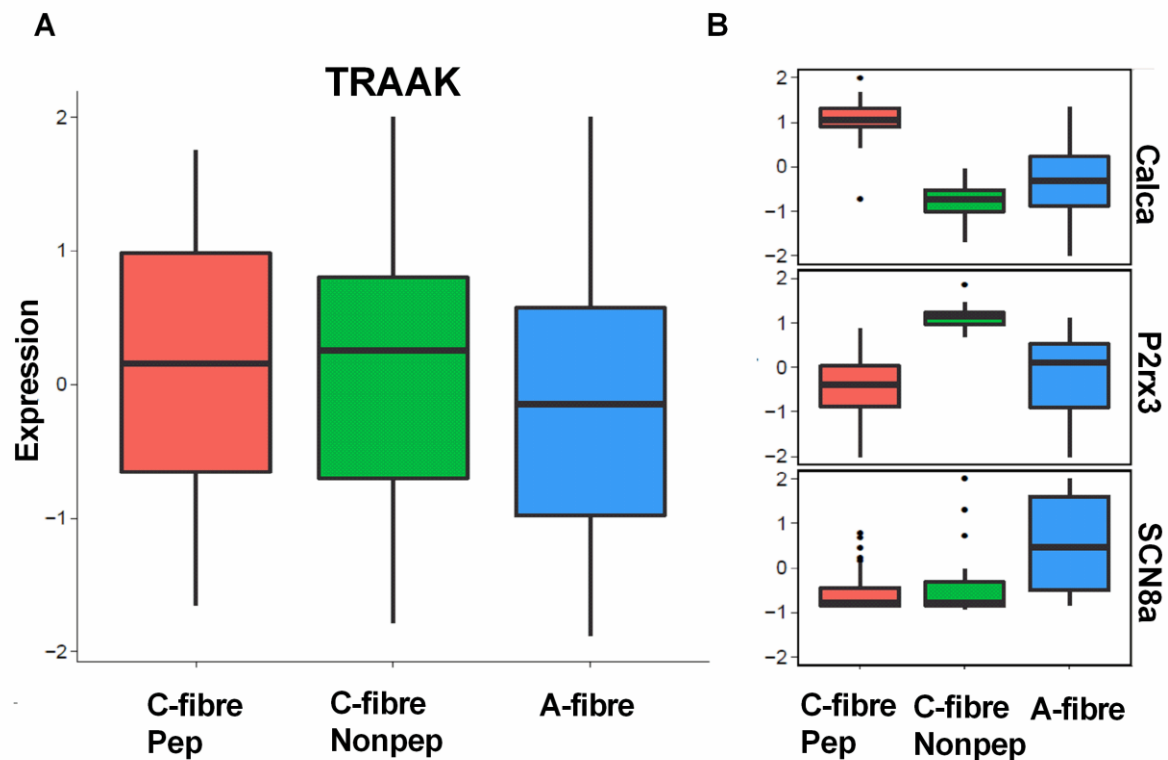 A
TRAAK
Expression
2
1
0
−1
−2
C-fibre
Pep
C-fibre
Nonpep
A-fibre
B
2
1
0
−1
−2
Calca
2
1
0
−1
−2
P2rx3
2
1
0
−1
−2
SCN8a
C-fibre
Pep
C-fibre
Nonpep
A-fibre